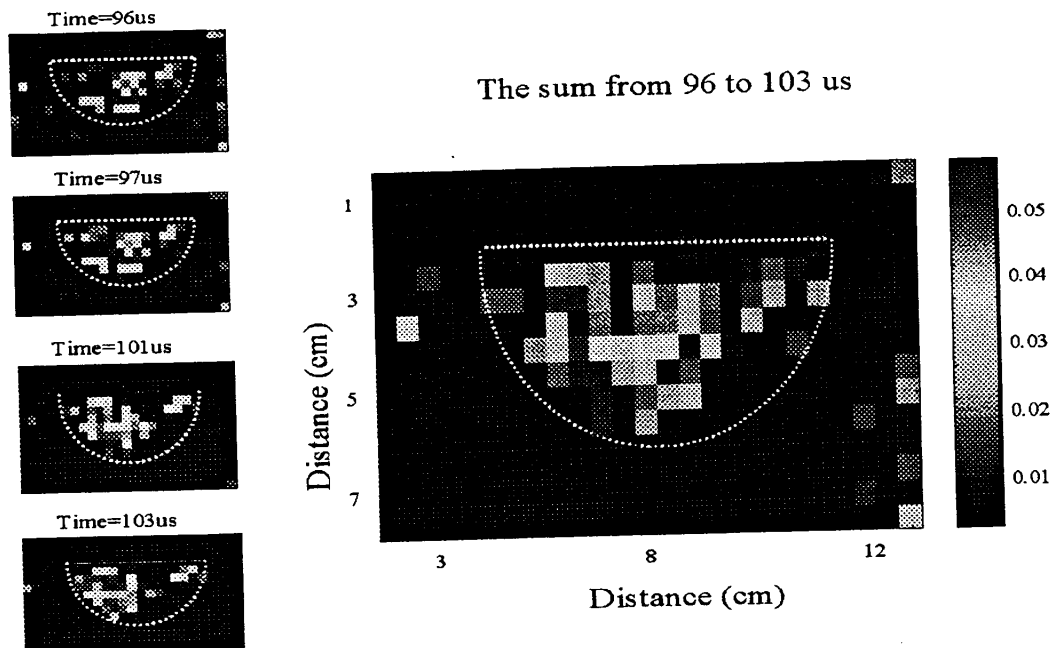 Time=96us
Time=97us
Time=101us
Time=103us
The sum from 96 to 103 us
Distance (cm)
1
3
5
7
3
8
12
Distance (cm)
0.05
0.04
0.03
0.02
0.01